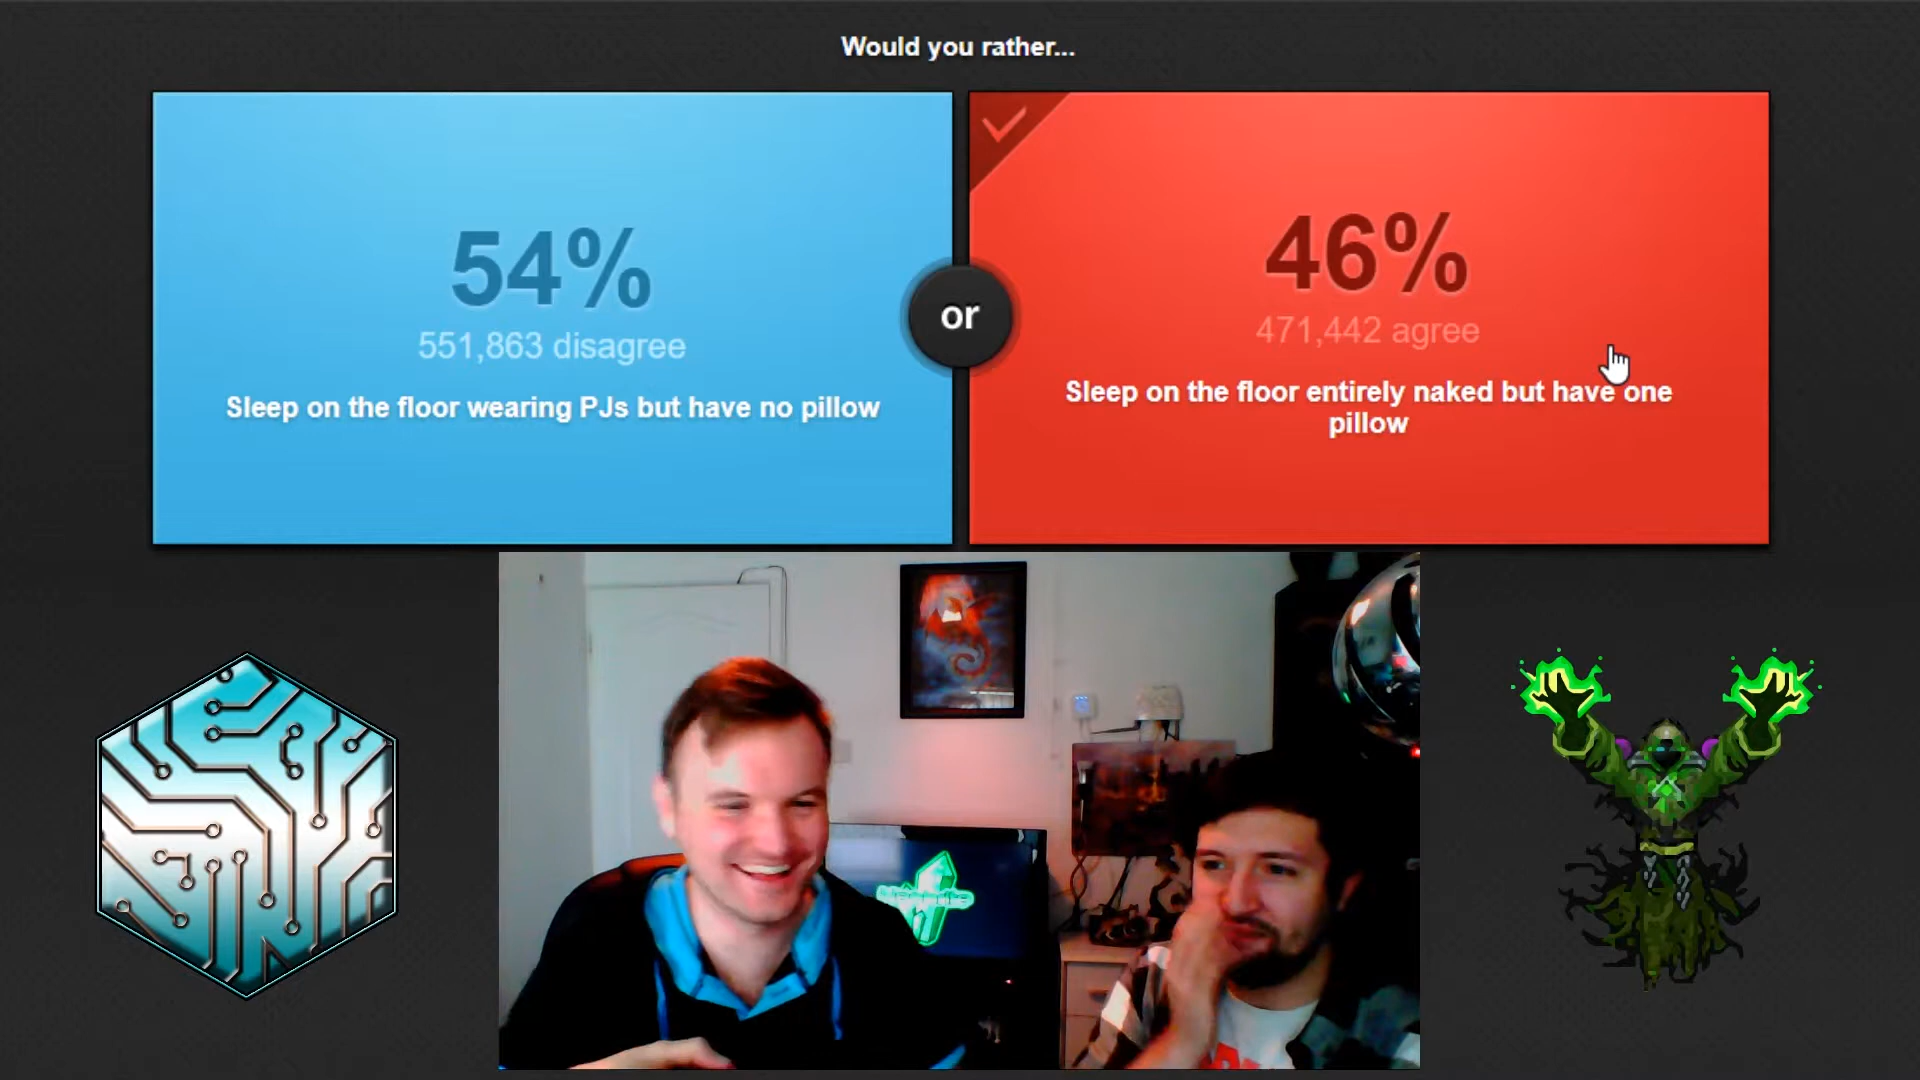 Would you rather...
54%
551,863 disagree
Sleep on the floor wearing PJs but have no pillow
or
46%
471,442 agree
Sleep on the floor entirely naked but have one
pillow